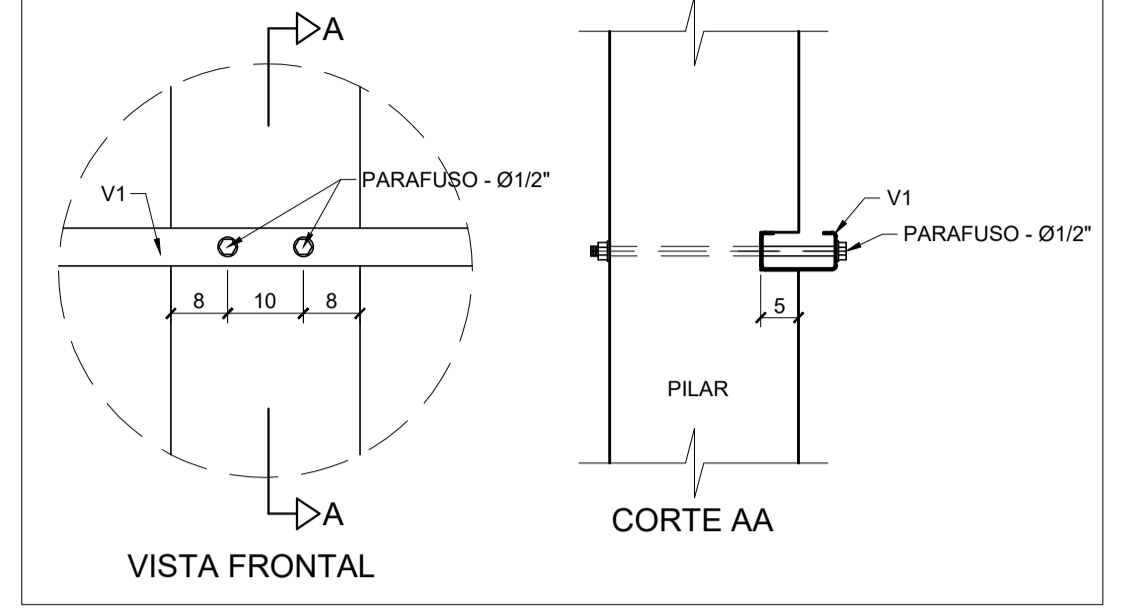 A
V1
PARAFUSO - Ø1/2"
8
10
8
A
VISTA FRONTAL
V1
PARAFUSO - Ø1/2"
5
PILAR
CORTE AA